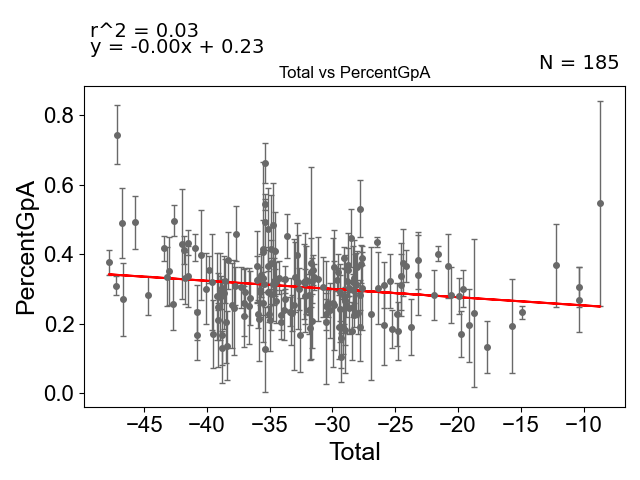 r^2 = 0.03
y = -0.00x + 0.23
N = 185
Total vs PercentGpA
PercentGpA
0.8
0.6
0.4
0.2
0.0
−45 −40 −35 −30 −25 −20 −15 −10
Total